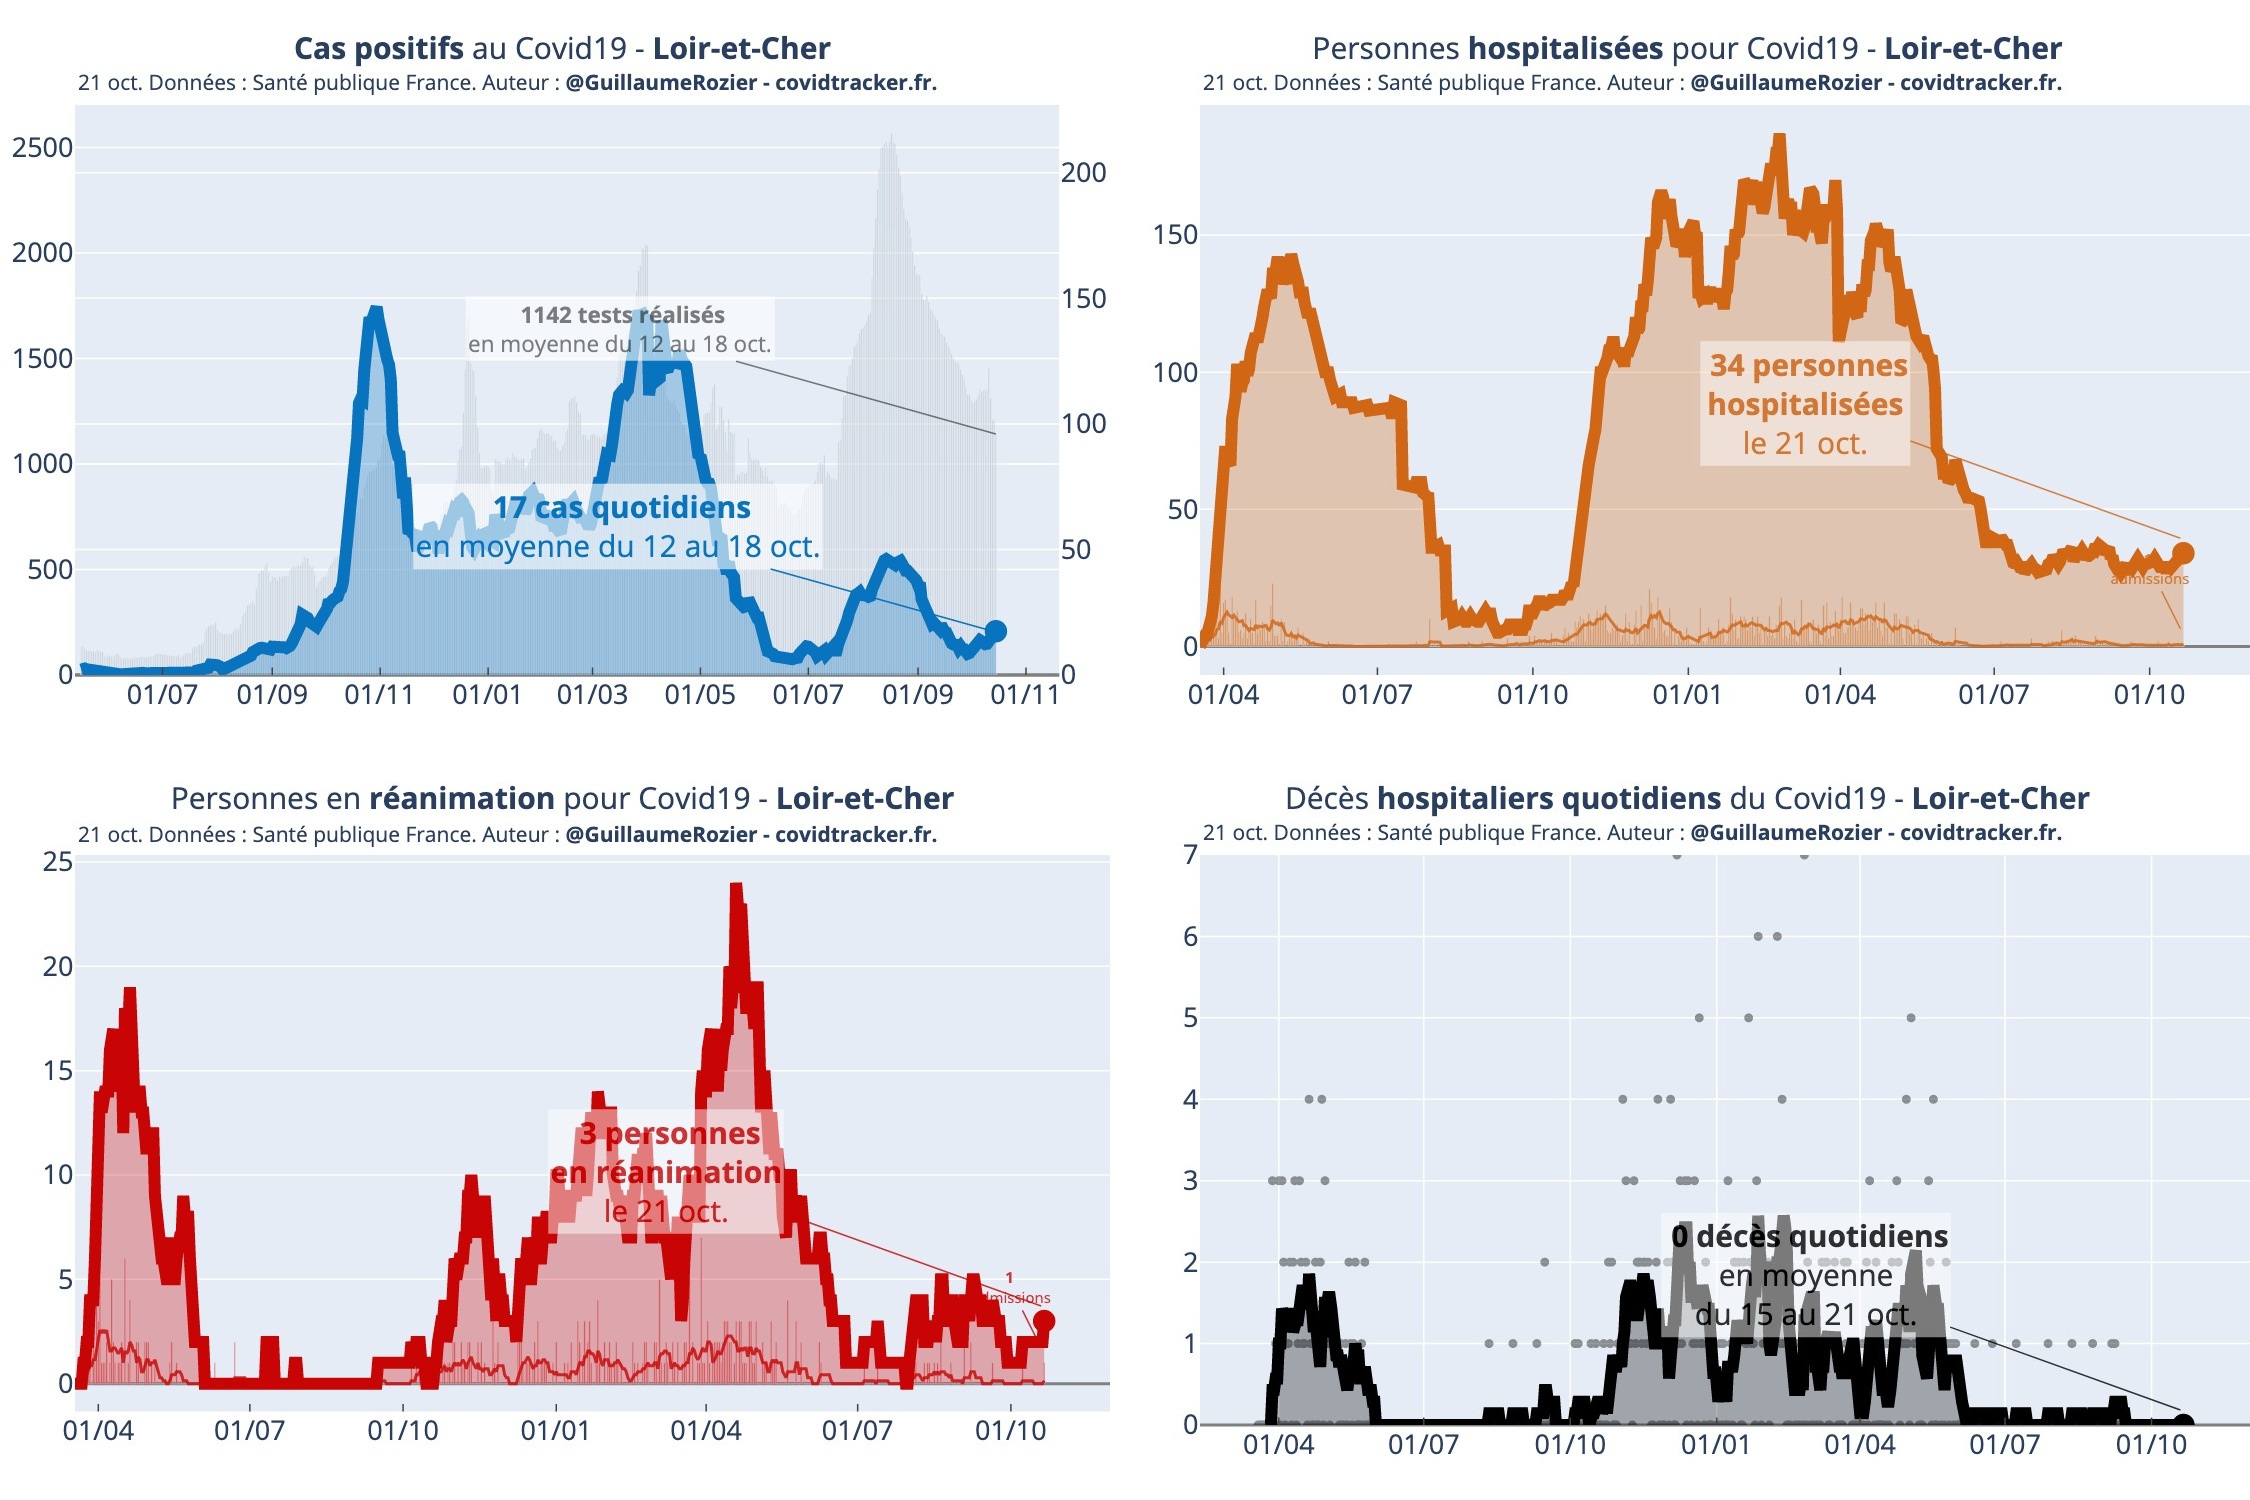 Cas positifs au Covid19 - Loir-et-Cher
21 oct. Données : Santé publique France. Auteur : @GuillaumeRozier - covidtracker.fr.
2500
2000
1500
1000
500
0
200
150
100
50
0
1142 tests réalisés
en moyenne du 12 au 18 oct.
17 cas quotidiens
en moyenne du 12 au 18 oct.
01/07 01/09 01/11 01/01 01/03 01/05 01/07 01/09 01/11
Personnes hospitalisées pour Covid19 - Loir-et-Cher
21 oct. Données : Santé publique France. Auteur : @GuillaumeRozier - covidtracker.fr.
150
100
50
0
34 personnes
hospitalisées
le 21 oct.
admissions
01/04 01/07 01/10 01/01 01/04 01/07 01/10
Personnes en réanimation pour Covid19 - Loir-et-Cher
21 oct. Données : Santé publique France. Auteur : @GuillaumeRozier - covidtracker.fr.
25
20
15
10
5
0
3 personnes
en réanimation
le 21 oct.
1
admissions
01/04 01/07 01/10 01/01 01/04 01/07 01/10
Décès hospitaliers quotidiens du Covid19 - Loir-et-Cher
21 oct. Données : Santé publique France. Auteur : @GuillaumeRozier - covidtracker.fr.
7
6
5
4
3
2
1
0
0 décès quotidiens
en moyenne
du 15 au 21 oct.
01/04 01/07 01/10 01/01 01/04 01/07 01/10